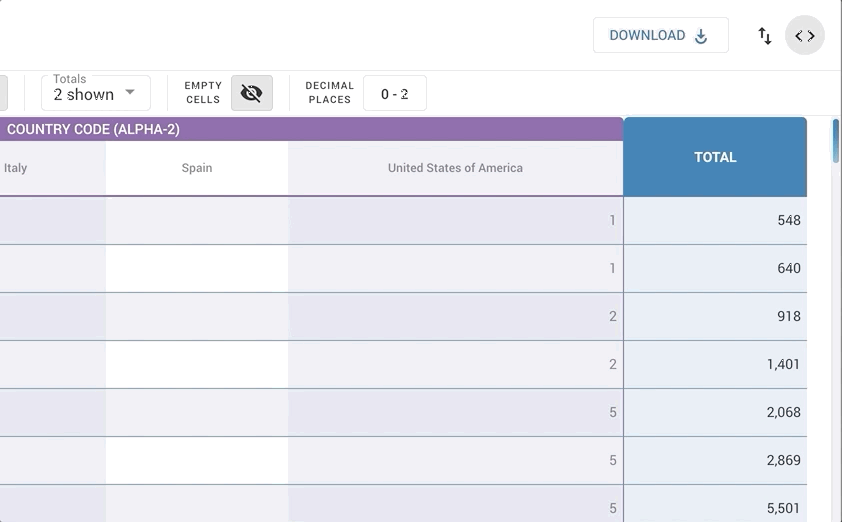 DOWNLOAD
Totals
2 shown
EMPTY
CELLS
DECIMAL
PLACES
0 - 2
COUNTRY CODE (ALPHA-2)
TOTAL
Italy Spain United States of America
1 548
1 640
2 918
2 1,401
5 2,068
5 2,869
5 5,501